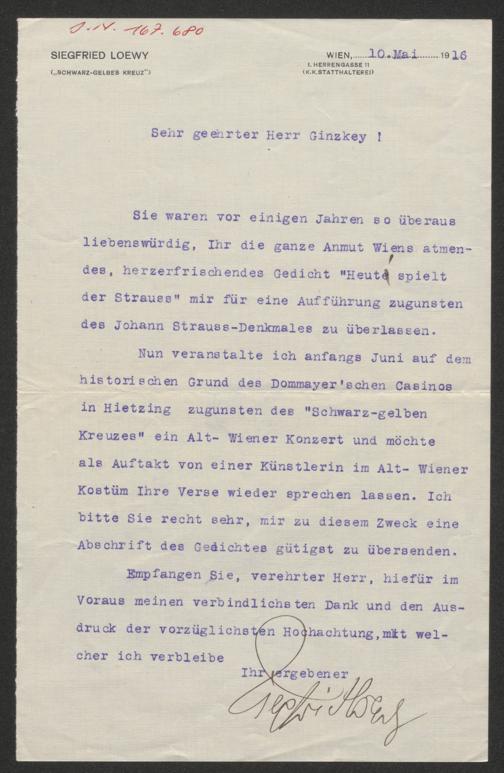 J.N. 167.680
SIEGFRIED LOEWY
(„SCHWARZ-GELBES KREUZ“)
WIEN, 10.Mai 1916
I. HERRENGASSE 11
(K.K. STATTHALTEREI)
Sehr geehrter Herr Ginzkey !
Sie waren vor einigen Jahren so überaus
liebenswürdig, Ihr die ganze Anmut Wiens atmen-
des, herzerfrischendes Gedicht "Heute spielt
der Strauss" mir für eine Aufführung zugunsten
des Johann Strauss-Denkmales zu überlassen.
Nun veranstalte ich anfangs Juni auf dem
historischen Grund des Dommayer'schen Casinos
in Hietzing zugunsten des "Schwarz-gelben
Kreuzes" ein Alt- Wiener Konzert und möchte
als Auftakt von einer Künstlerin im Alt- Wiener
Kostüm Ihre Verse wieder sprechen lassen. Ich
bitte Sie recht sehr, mir zu diesem Zweck eine
Abschrift des Gedichtes gütigst zu übersenden.
Empfangen Sie, verehrter Herr, hiefür im
Voraus meinen verbindlichsten Dank und den Aus-
druck der vorzüglichsten Hochachtung, mit wel-
cher ich verbleibe
Ihr ergebener
Siegfried Loewy